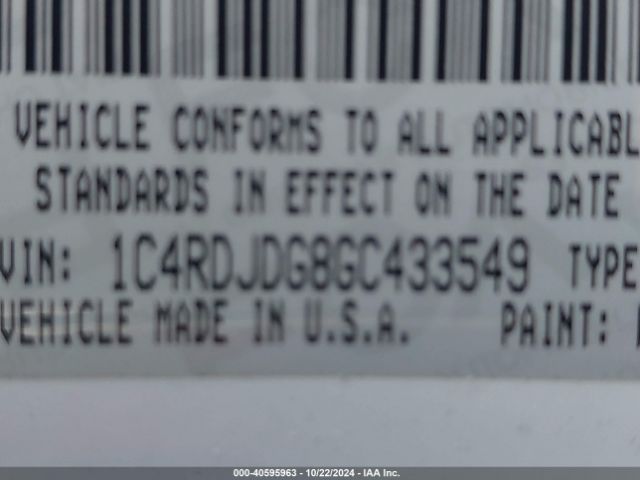 VEHICLE CONFORMS TO ALL APPLICABL
STANDARDS IN EFFECT ON THE DATE
VIN: 1C4RDJDG8GC433549 TYPE
VEHICLE MADE IN U.S.A. PAINT:
000-40595963 - 10/22/2024 - IAA Inc.